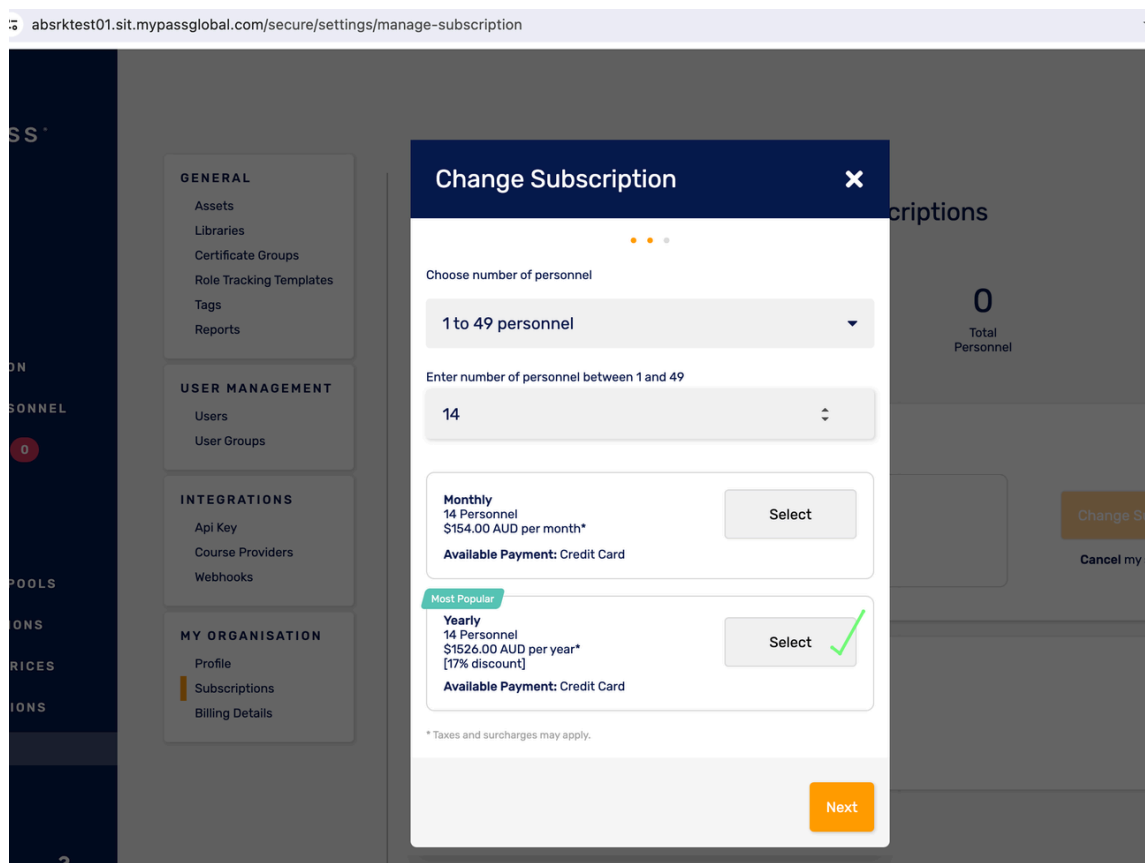 absrktest01.sit.mypassglobal.com/secure/settings/manage-subscription
SS
ON
SONNEL
0
POOLS
IONS
RICES
IONS
GENERAL
Assets
Libraries
Certificate Groups
Role Tracking Templates
Tags
Reports
USER MANAGEMENT
Users
User Groups
INTEGRATIONS
Api Key
Course Providers
Webhooks
MY ORGANISATION
Profile
Subscriptions
Billing Details
Change Subscription
Choose number of personnel
1 to 49 personnel
Enter number of personnel between 1 and 49
14
Monthly
14 Personnel
$154.00 AUD per month*
Available Payment: Credit Card
Select
Most Popular
Yearly
14 Personnel
$1526.00 AUD per year*
[17% discount]
Available Payment: Credit Card
Select
* Taxes and surcharges may apply.
Next
criptions
0
Total
Personnel
Change S
Cancel my